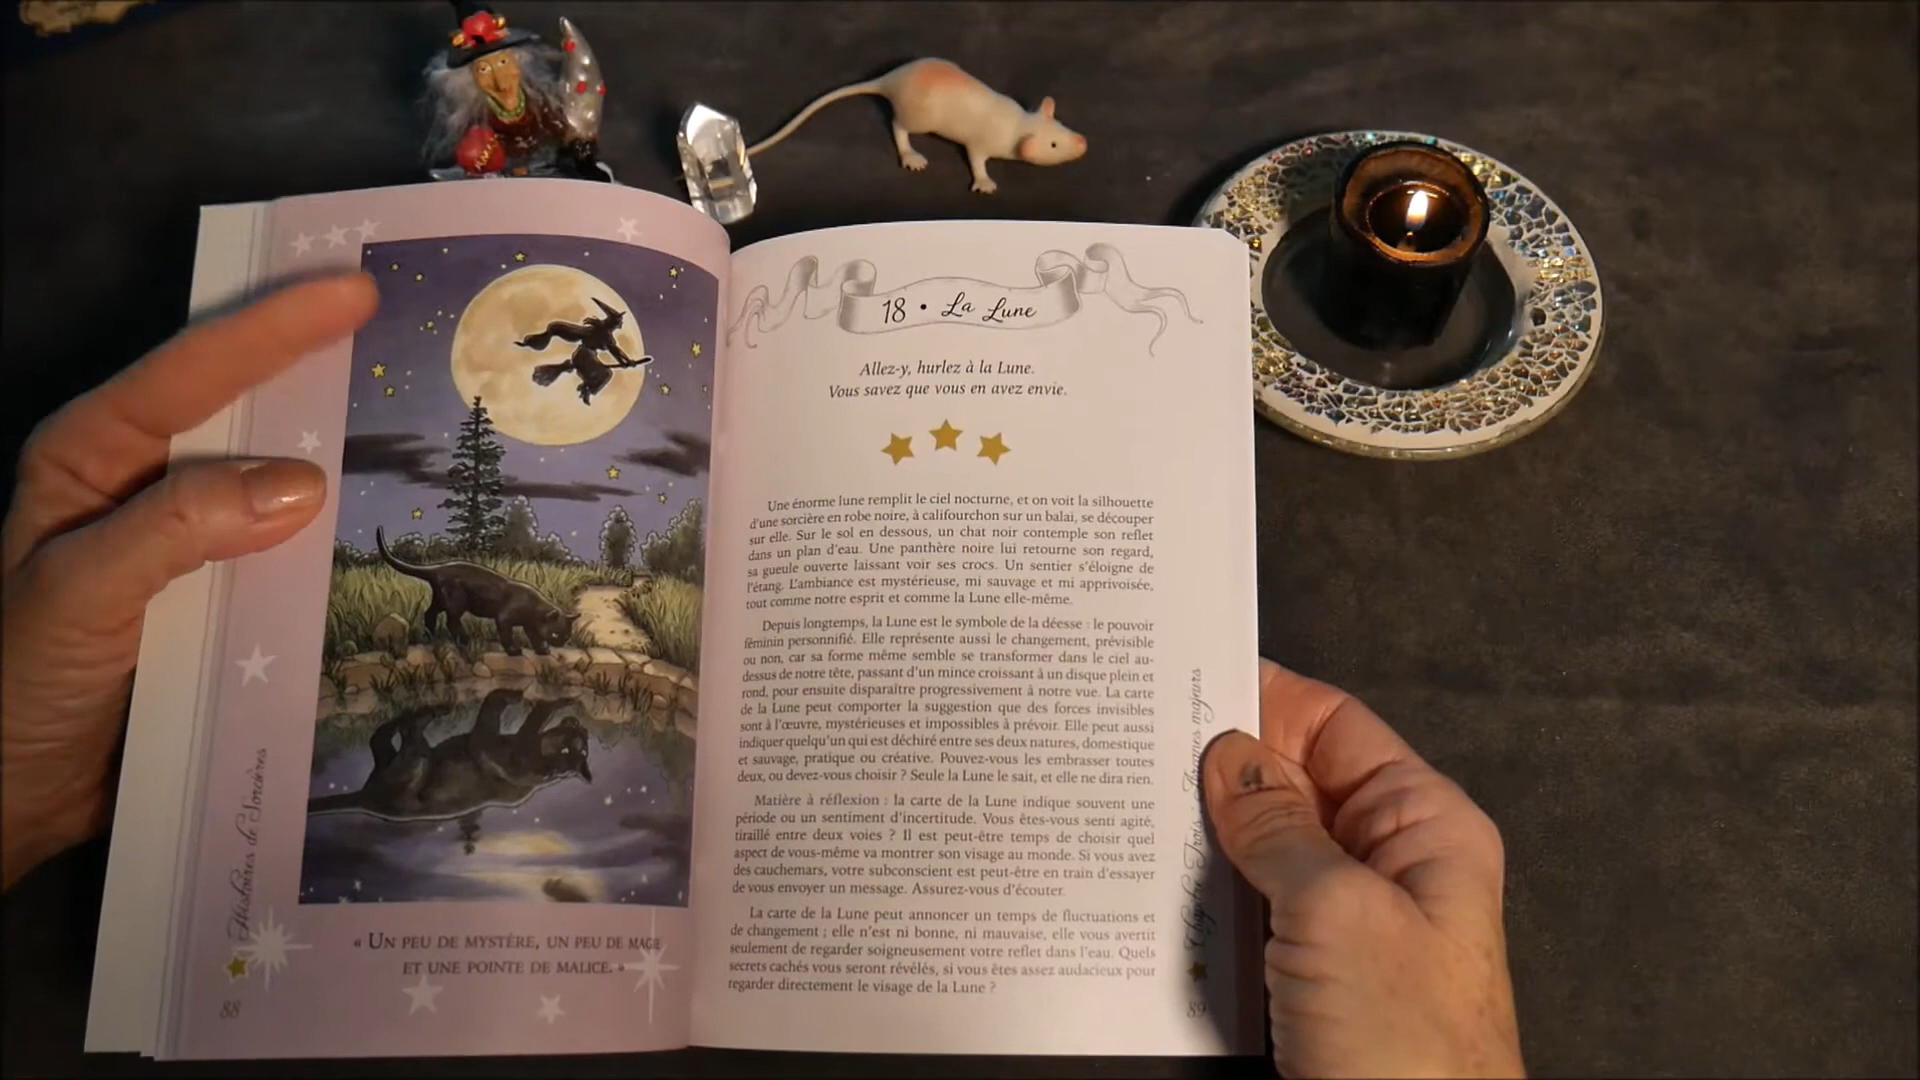 Histoires de Sorcières
« UN PEU DE MYSTÈRE, UN PEU DE MAGIE
ET UNE POINTE DE MALICE. »
88
18 • La Lune
Allez-y, hurlez à la Lune.
Vous savez que vous en avez envie.
Une énorme lune remplit le ciel nocturne, et on voit la silhouette
d'une sorcière en robe noire, à califourchon sur un balai, se découper
sur elle. Sur le sol en dessous, un chat noir contemple son reflet
dans un plan d'eau. Une panthère noire lui retourne son regard,
sa gueule ouverte laissant voir ses crocs. Un sentier s'éloigne de
l'étang. L'ambiance est mystérieuse, mi sauvage et mi apprivoisée,
tout comme notre esprit et comme la Lune elle-même.
Depuis longtemps, la Lune est le symbole de la déesse : le pouvoir
féminin personnifié. Elle représente aussi le changement, prévisible
ou non, car sa forme même semble se transformer dans le ciel au-
dessus de notre tête, passant d'un mince croissant à un disque plein et
rond, pour ensuite disparaître progressivement à notre vue. La carte
de la Lune peut comporter la suggestion que des forces invisibles
sont à l'œuvre, mystérieuses et impossibles à prévoir. Elle peut aussi
indiquer quelqu'un qui est déchiré entre ses deux natures, domestique
et sauvage, pratique ou créative. Pouvez-vous les embrasser toutes
deux, ou devez-vous choisir ? Seule la Lune le sait, et elle ne dira rien.
Matière à réflexion : la carte de la Lune indique souvent une
période ou un sentiment d'incertitude. Vous êtes-vous senti agité,
tiraillé entre deux voies ? Il est peut-être temps de choisir quel
aspect de vous-même va montrer son visage au monde. Si vous avez
des cauchemars, votre subconscient est peut-être en train d'essayer
de vous envoyer un message. Assurez-vous d'écouter.
La carte de la Lune peut annoncer un temps de fluctuations et
de changement ; elle n'est ni bonne, ni mauvaise, elle vous avertit
seulement de regarder soigneusement votre reflet dans l'eau. Quels
secrets cachés vous seront révélés, si vous êtes assez audacieux pour
regarder directement le visage de la Lune ?
Chapitre Trois : Arcanes majeurs
89